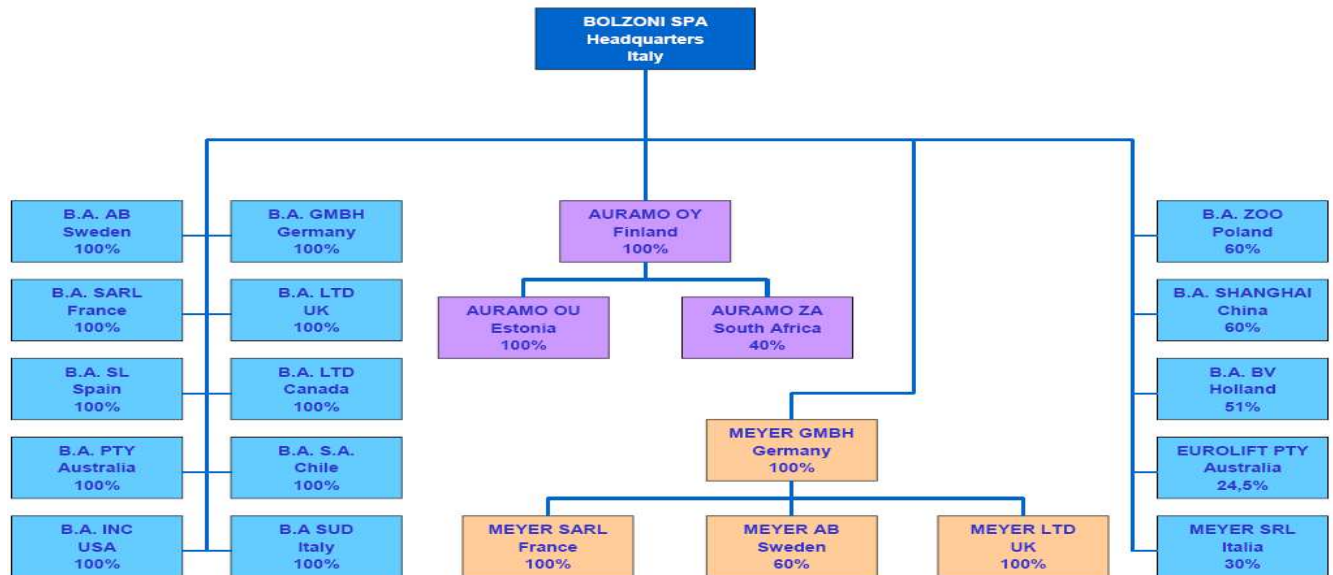 BOLZONI SPA
Headquarters
Italy
B.A. AB
Sweden
100%
B.A. GMBH
Germany
100%
AURAMO OY
Finland
100%
B.A. ZOO
Poland
60%
B.A. SARL
France
100%
B.A. LTD
UK
100%
AURAMO OU
Estonia
100%
AURAMO ZA
South Africa
40%
B.A. SHANGHAI
China
60%
B.A. SL
Spain
100%
B.A. LTD
Canada
100%
B.A. BV
Holland
51%
B.A. PTY
Australia
100%
B.A. S.A.
Chile
100%
MEYER GMBH
Germany
100%
EUROLIFT PTY
Australia
24,5%
B.A. INC
USA
100%
B.A SUD
Italy
100%
MEYER SARL
France
100%
MEYER AB
Sweden
60%
MEYER LTD
UK
100%
MEYER SRL
Italia
30%